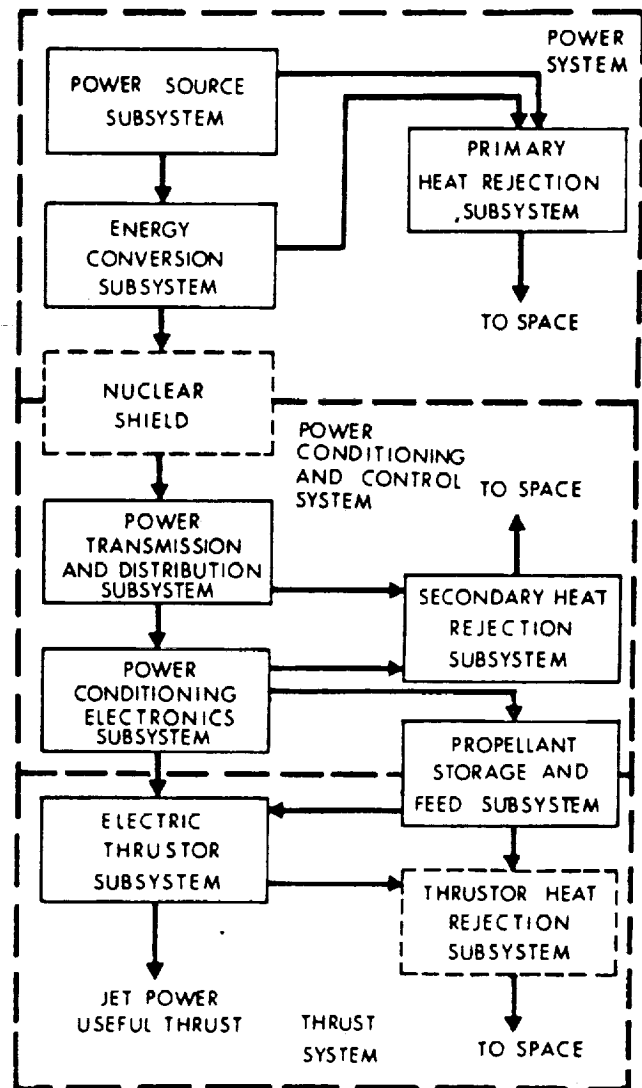 POWER
SYSTEM
POWER SOURCE
SUBSYSTEM
PRIMARY
HEAT REJECTION
SUBSYSTEM
ENERGY
CONVERSION
SUBSYSTEM
TO SPACE
NUCLEAR
SHIELD
POWER
CONDITIONING
AND CONTROL
SYSTEM
TO SPACE
POWER
TRANSMISSION
AND DISTRIBUTION
SUBSYSTEM
SECONDARY HEAT
REJECTION
SUBSYSTEM
POWER
CONDITIONING
ELECTRONICS
SUBSYSTEM
PROPELLANT
STORAGE AND
FEED SUBSYSTEM
ELECTRIC
THRUSTOR
SUBSYSTEM
THRUSTOR HEAT
REJECTION
SUBSYSTEM
JET POWER
USEFUL THRUST
THRUST
SYSTEM
TO SPACE